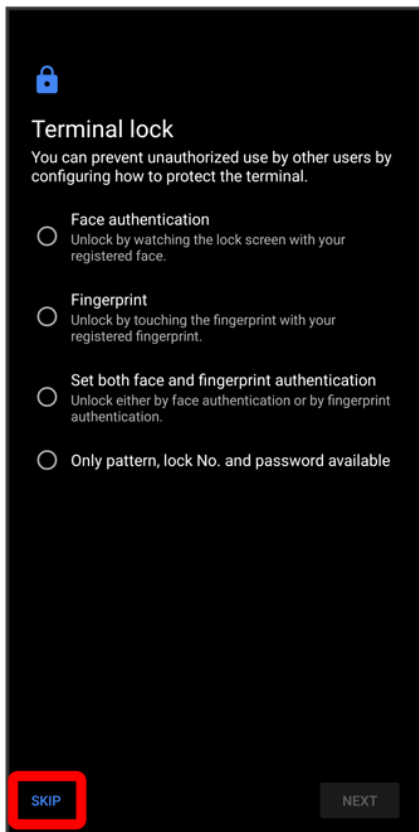 Terminal lock
You can prevent unauthorized use by other users by
configuring how to protect the terminal.
Face authentication
Unlock by watching the lock screen with your
registered face.
Fingerprint
Unlock by touching the fingerprint with your
registered fingerprint.
Set both face and fingerprint authentication
Unlock either by face authentication or by fingerprint
authentication.
Only pattern, lock No. and password available
SKIP
NEXT